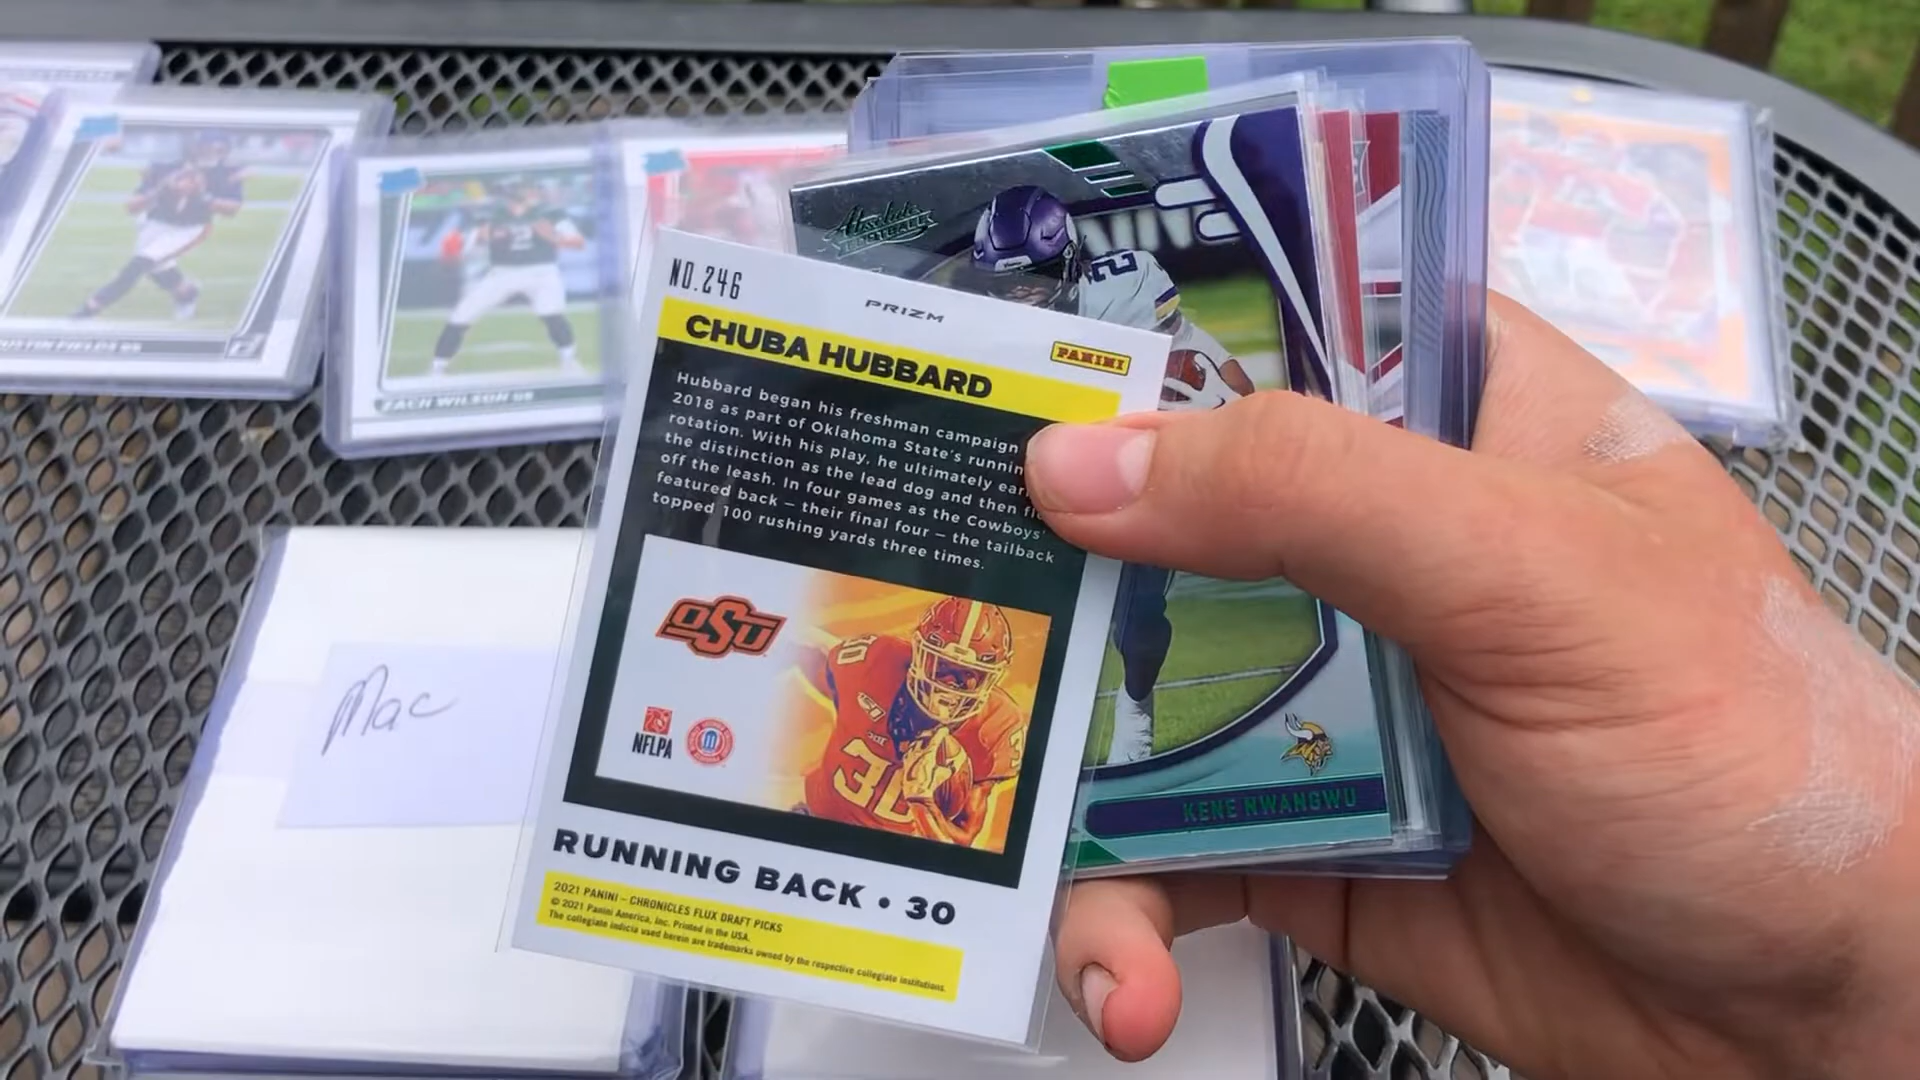 NO.246
PRIZM
PANINI
CHUBA HUBBARD
Hubbard began his freshman campaign
2018 as part of Oklahoma State's
rotation. With his play, he ultimately
the distinction as the lead dog and then
off the leash. In four games as the Cowboys'
featured back — their final four — the tailback
topped 100 rushing yards three times.
OSU
30
30
NFLPA
RUNNING BACK • 30
2021 PANINI – CHRONICLES FLUX DRAFT PICKS
© 2021 Panini America, Inc. Printed in the USA.
The collegiate indicia used herein are trademarks owned by the respective collegiate institutions.
Absolute
FOOTBALL
KENE NWANGWU
ZACH WILSON
Mac